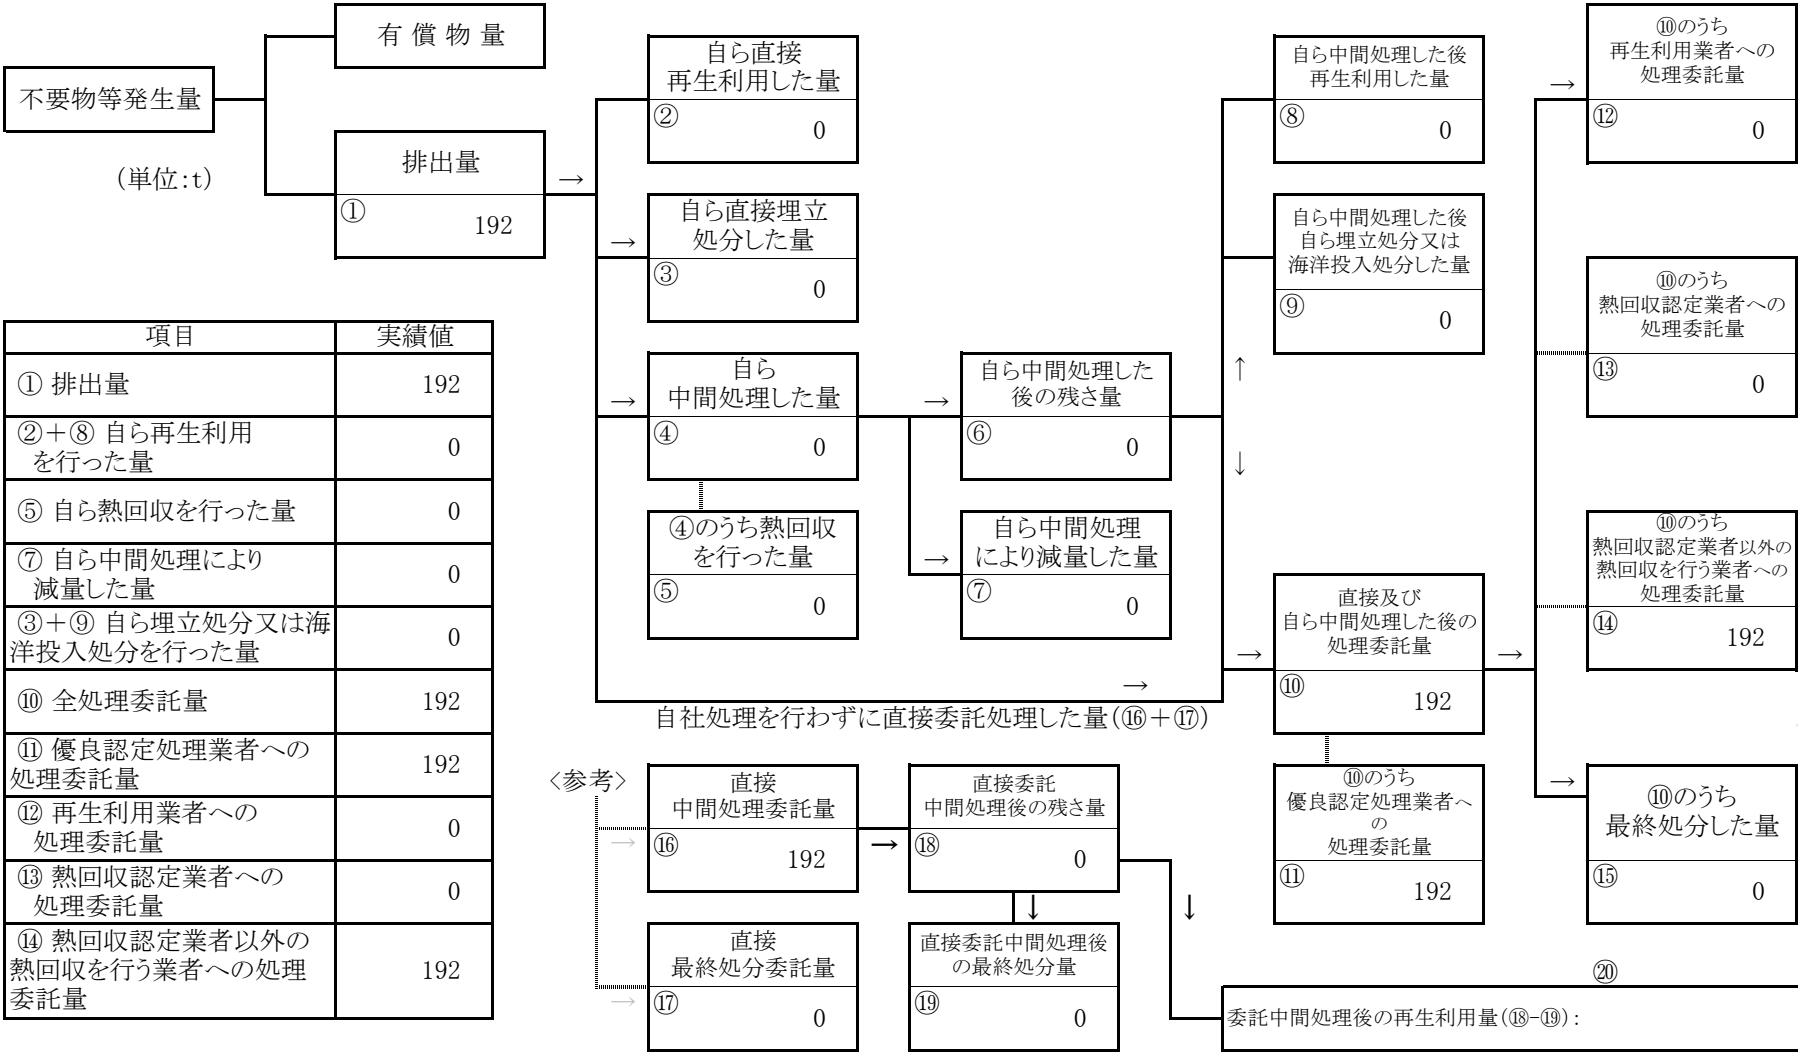 不要物等発生量
(単位:t)
有 償 物 量
排出量
① 192
→
自ら直接
再生利用した量
② 0
→
自ら直接埋立
処分した量
③ 0
→
自ら
中間処理した量
④ 0
④のうち熱回収
を行った量
⑤ 0
→
自ら中間処理した
後の残さ量
⑥ 0
→
自ら中間処理
により減量した量
⑦ 0
→
自社処理を行わずに直接委託処理した量(⑯+⑰)
自ら中間処理した後
再生利用した量
⑧ 0
自ら中間処理した後
自ら埋立処分又は
海洋投入処分した量
⑨ 0
↑
↓
→
直接及び
自ら中間処理した後の
処理委託量
⑩ 192
→
⑩のうち
優良認定処理業者へ
の
処理委託量
⑪ 192
→
⑩のうち
再生利用業者への
処理委託量
⑫ 0
⑩のうち
熱回収認定業者への
処理委託量
⑬ 0
⑩のうち
熱回収認定業者以外の
熱回収を行う業者への
処理委託量
⑭ 192
→
⑩のうち
最終処分した量
⑮ 0
項目 実績値
① 排出量 192
②+⑧ 自ら再生利用
を行った量 0
⑤ 自ら熱回収を行った量 0
⑦ 自ら中間処理により
減量した量 0
③+⑨ 自ら埋立処分又は海
洋投入処分を行った量 0
⑩ 全処理委託量 192
⑪ 優良認定処理業者への
処理委託量 192
⑫ 再生利用業者への
処理委託量 0
⑬ 熱回収認定業者への
処理委託量 0
⑭ 熱回収認定業者以外の
熱回収を行う業者への処理
委託量 192
<参考>
→
直接
中間処理委託量
⑯ 192
→
直接委託
中間処理後の残さ量
⑱ 0
→
直接
最終処分委託量
⑰ 0
↓
直接委託中間処理後
の最終処分量
⑲ 0
↓
⑳
委託中間処理後の再生利用量(⑱-⑲):